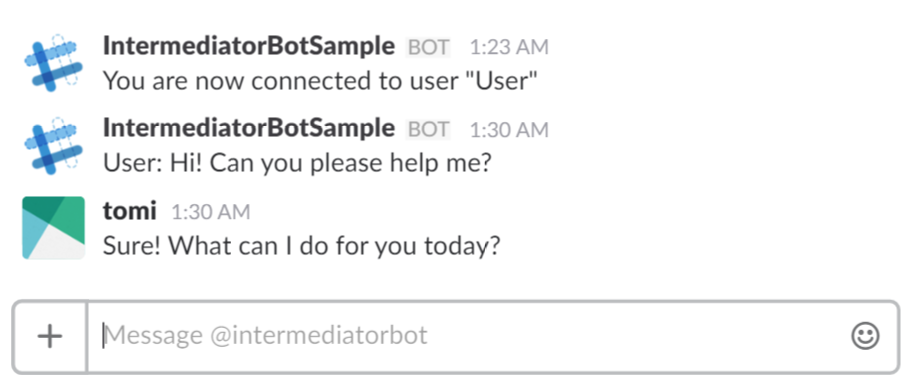 IntermediatorBotSample BOT 1:23 AM
You are now connected to user "User"
IntermediatorBotSample BOT 1:30 AM
User: Hi! Can you please help me?
tomi 1:30 AM
Sure! What can I do for you today?
Message @intermediatorbot